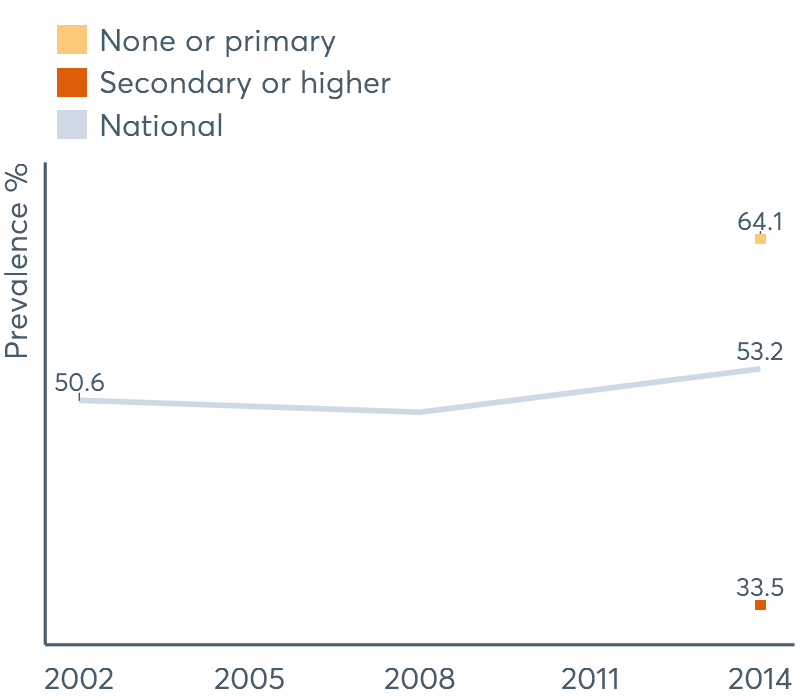 None or primary
Secondary or higher
National
Prevalence %
64.1
53.2
50.6
33.5
2002 2005 2008 2011 2014